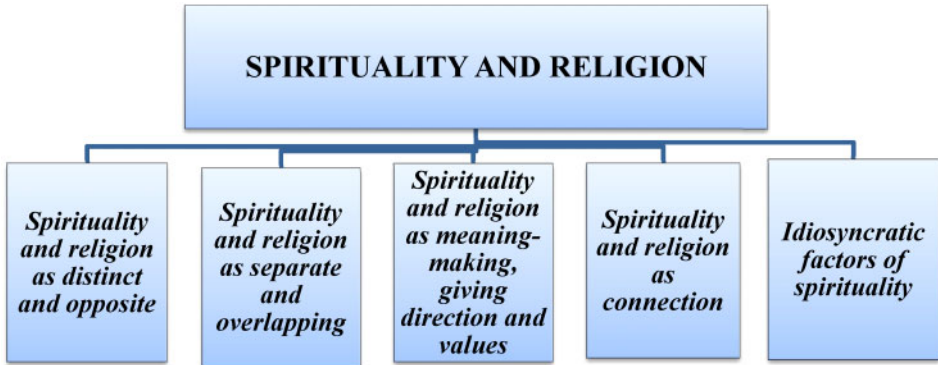 SPIRITUALITY AND RELIGION
Spirituality
and religion
as distinct
and opposite
Spirituality
and religion
as separate
and
overlapping
Spirituality
and religion
as meaning-
making,
giving
direction and
values
Spirituality
and religion
as
connection
Idiosyncratic
factors of
spirituality